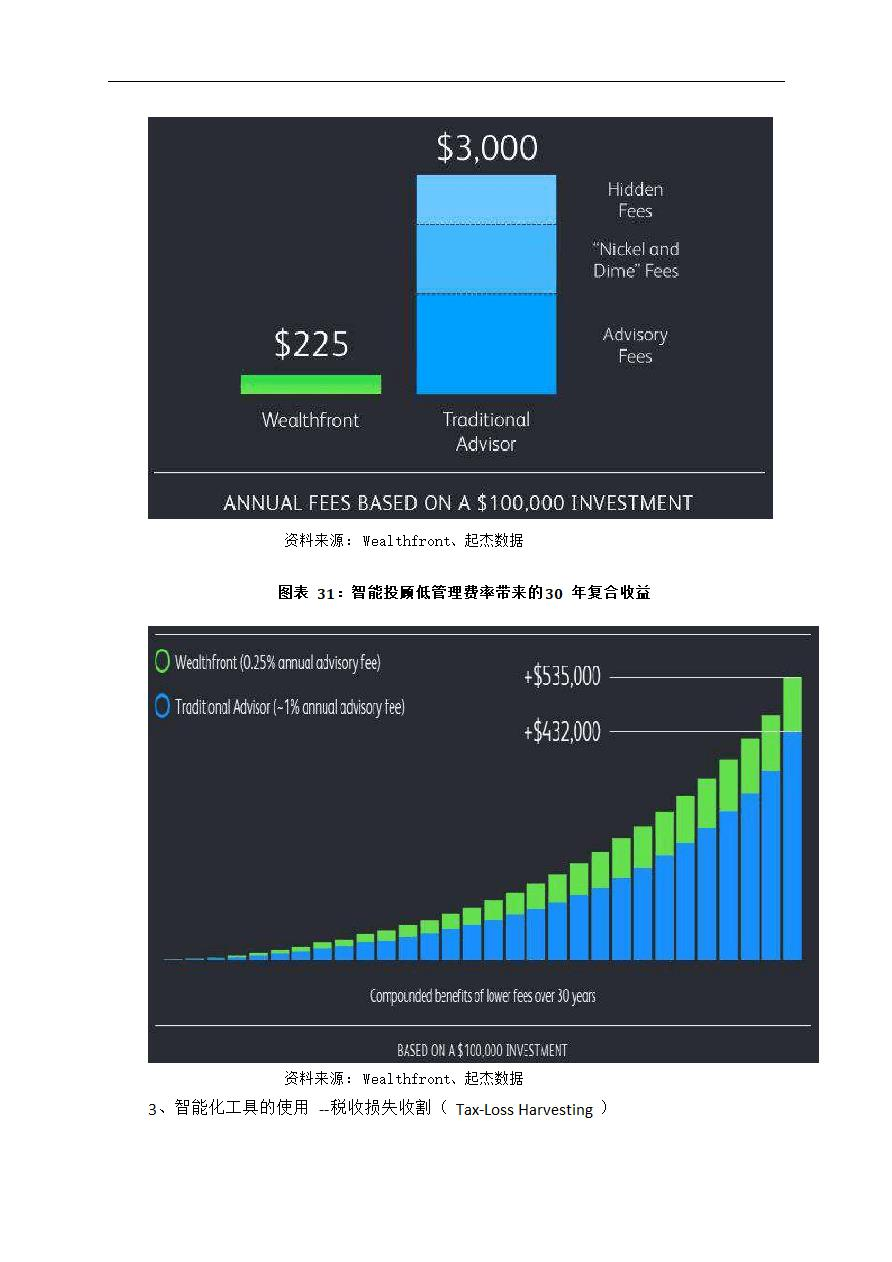 $3,000
Hidden
Fees
"Nickel and
Dime" Fees
$225
Advisory
Fees
Wealthfront
Traditional
Advisor
ANNUAL FEES BASED ON A $100,000 INVESTMENT
资料来源：Wealthfront、起杰数据
图表 31：智能投顾低管理费率带来的30 年复合收益
Wealthfront (0.25% annual advisory fee)
+$535,000
Traditional Advisor (~1% annual advisory fee)
+$432,000
Compounded benefits of lower fees over 30 years
BASED ON A $100,000 INVESTMENT
资料来源：Wealthfront、起杰数据
3、智能化工具的使用 --税收损失收割（ Tax-Loss Harvesting ）